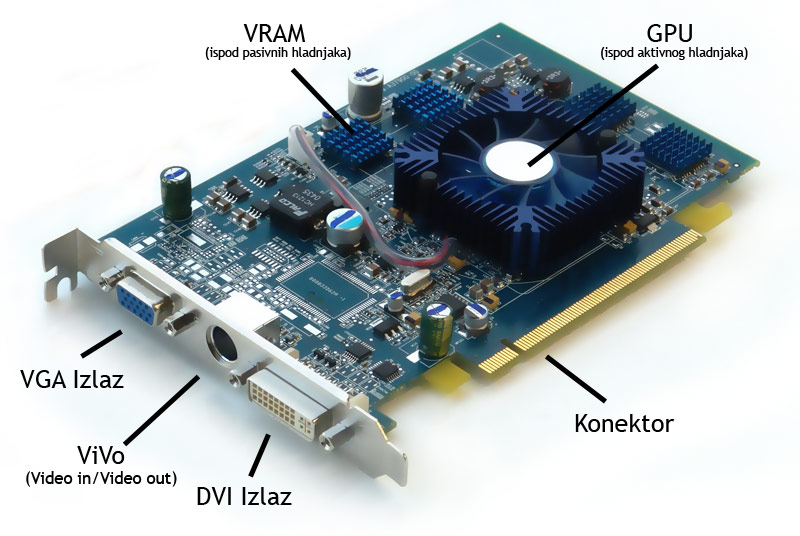 VRAM
(ispod pasivnih hladnjaka)
GPU
(ispod aktivnog hladnjaka)
VGA Izlaz
ViVo
(Video in/Video out)
DVI Izlaz
Konektor